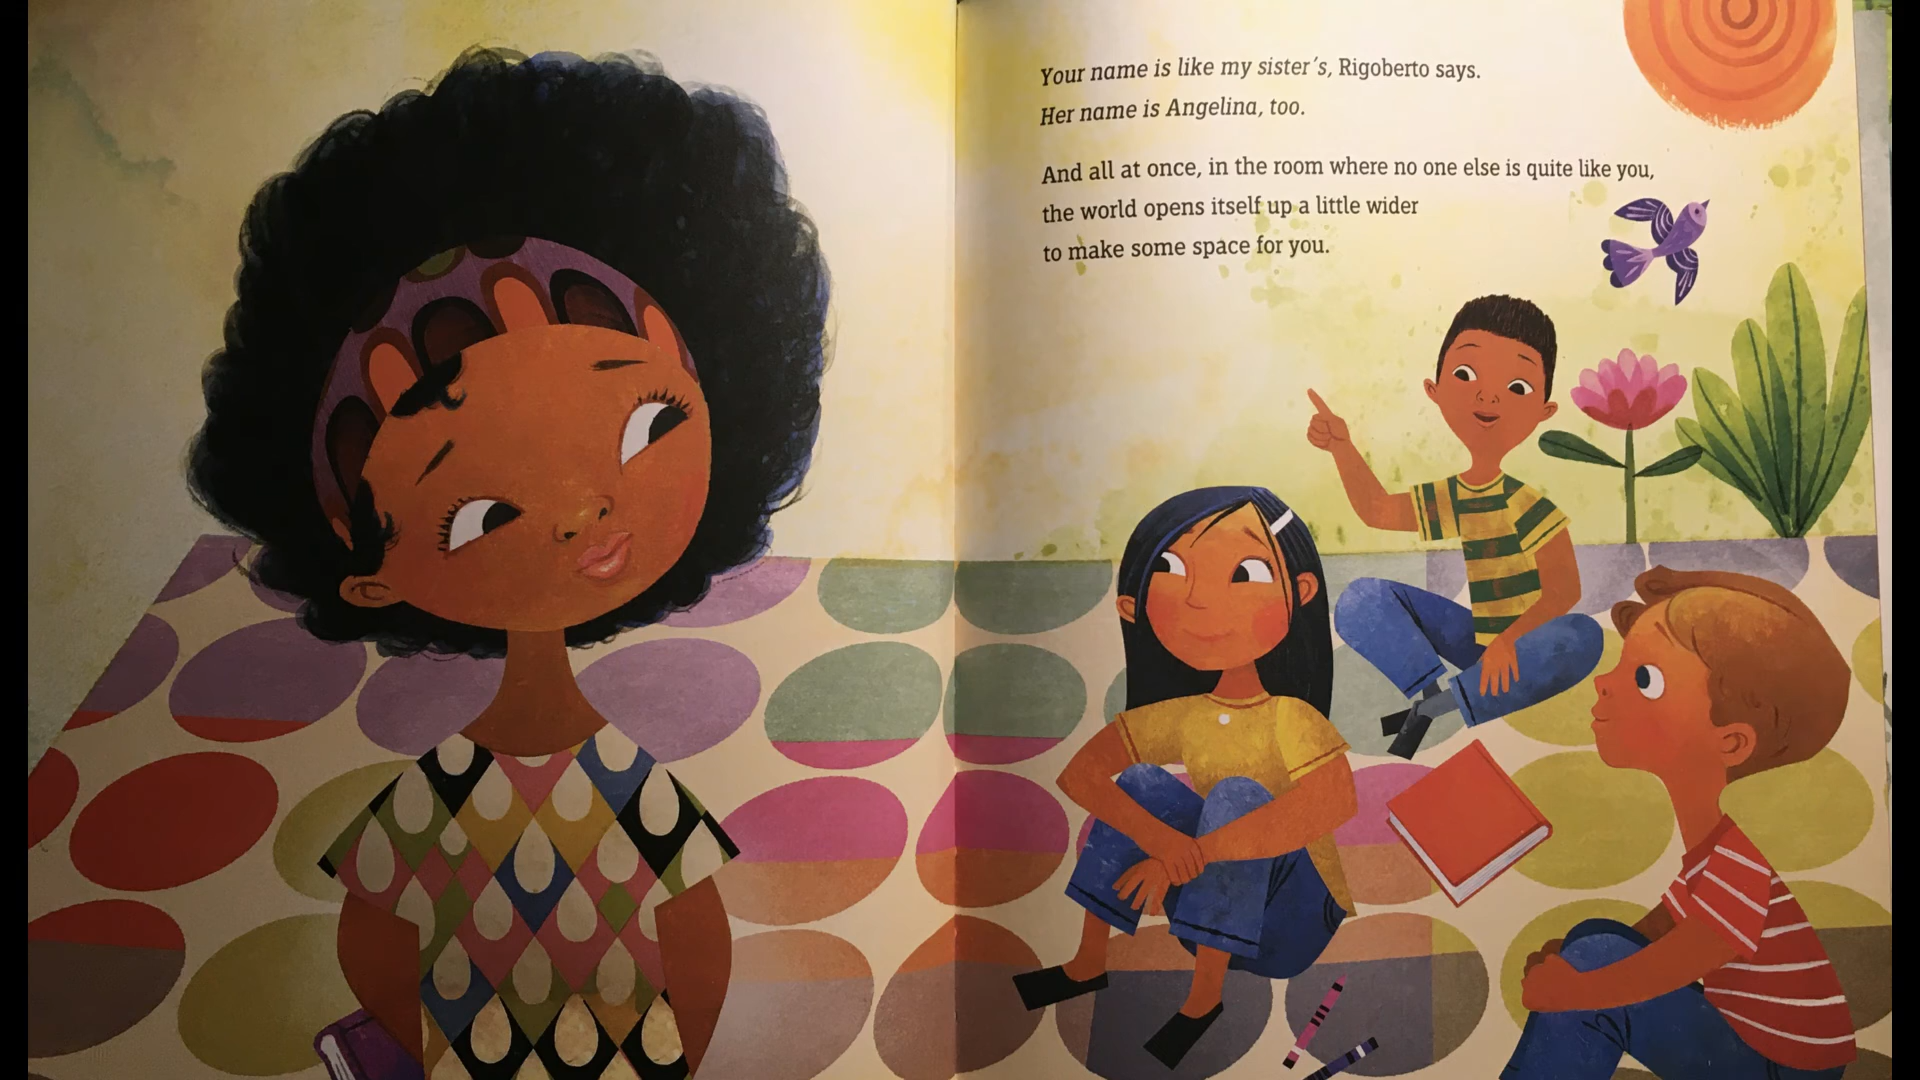 Your name is like my sister's, Rigoberto says.
Her name is Angelina, too.
And all at once, in the room where no one else is quite like you,
the world opens itself up a little wider
to make some space for you.